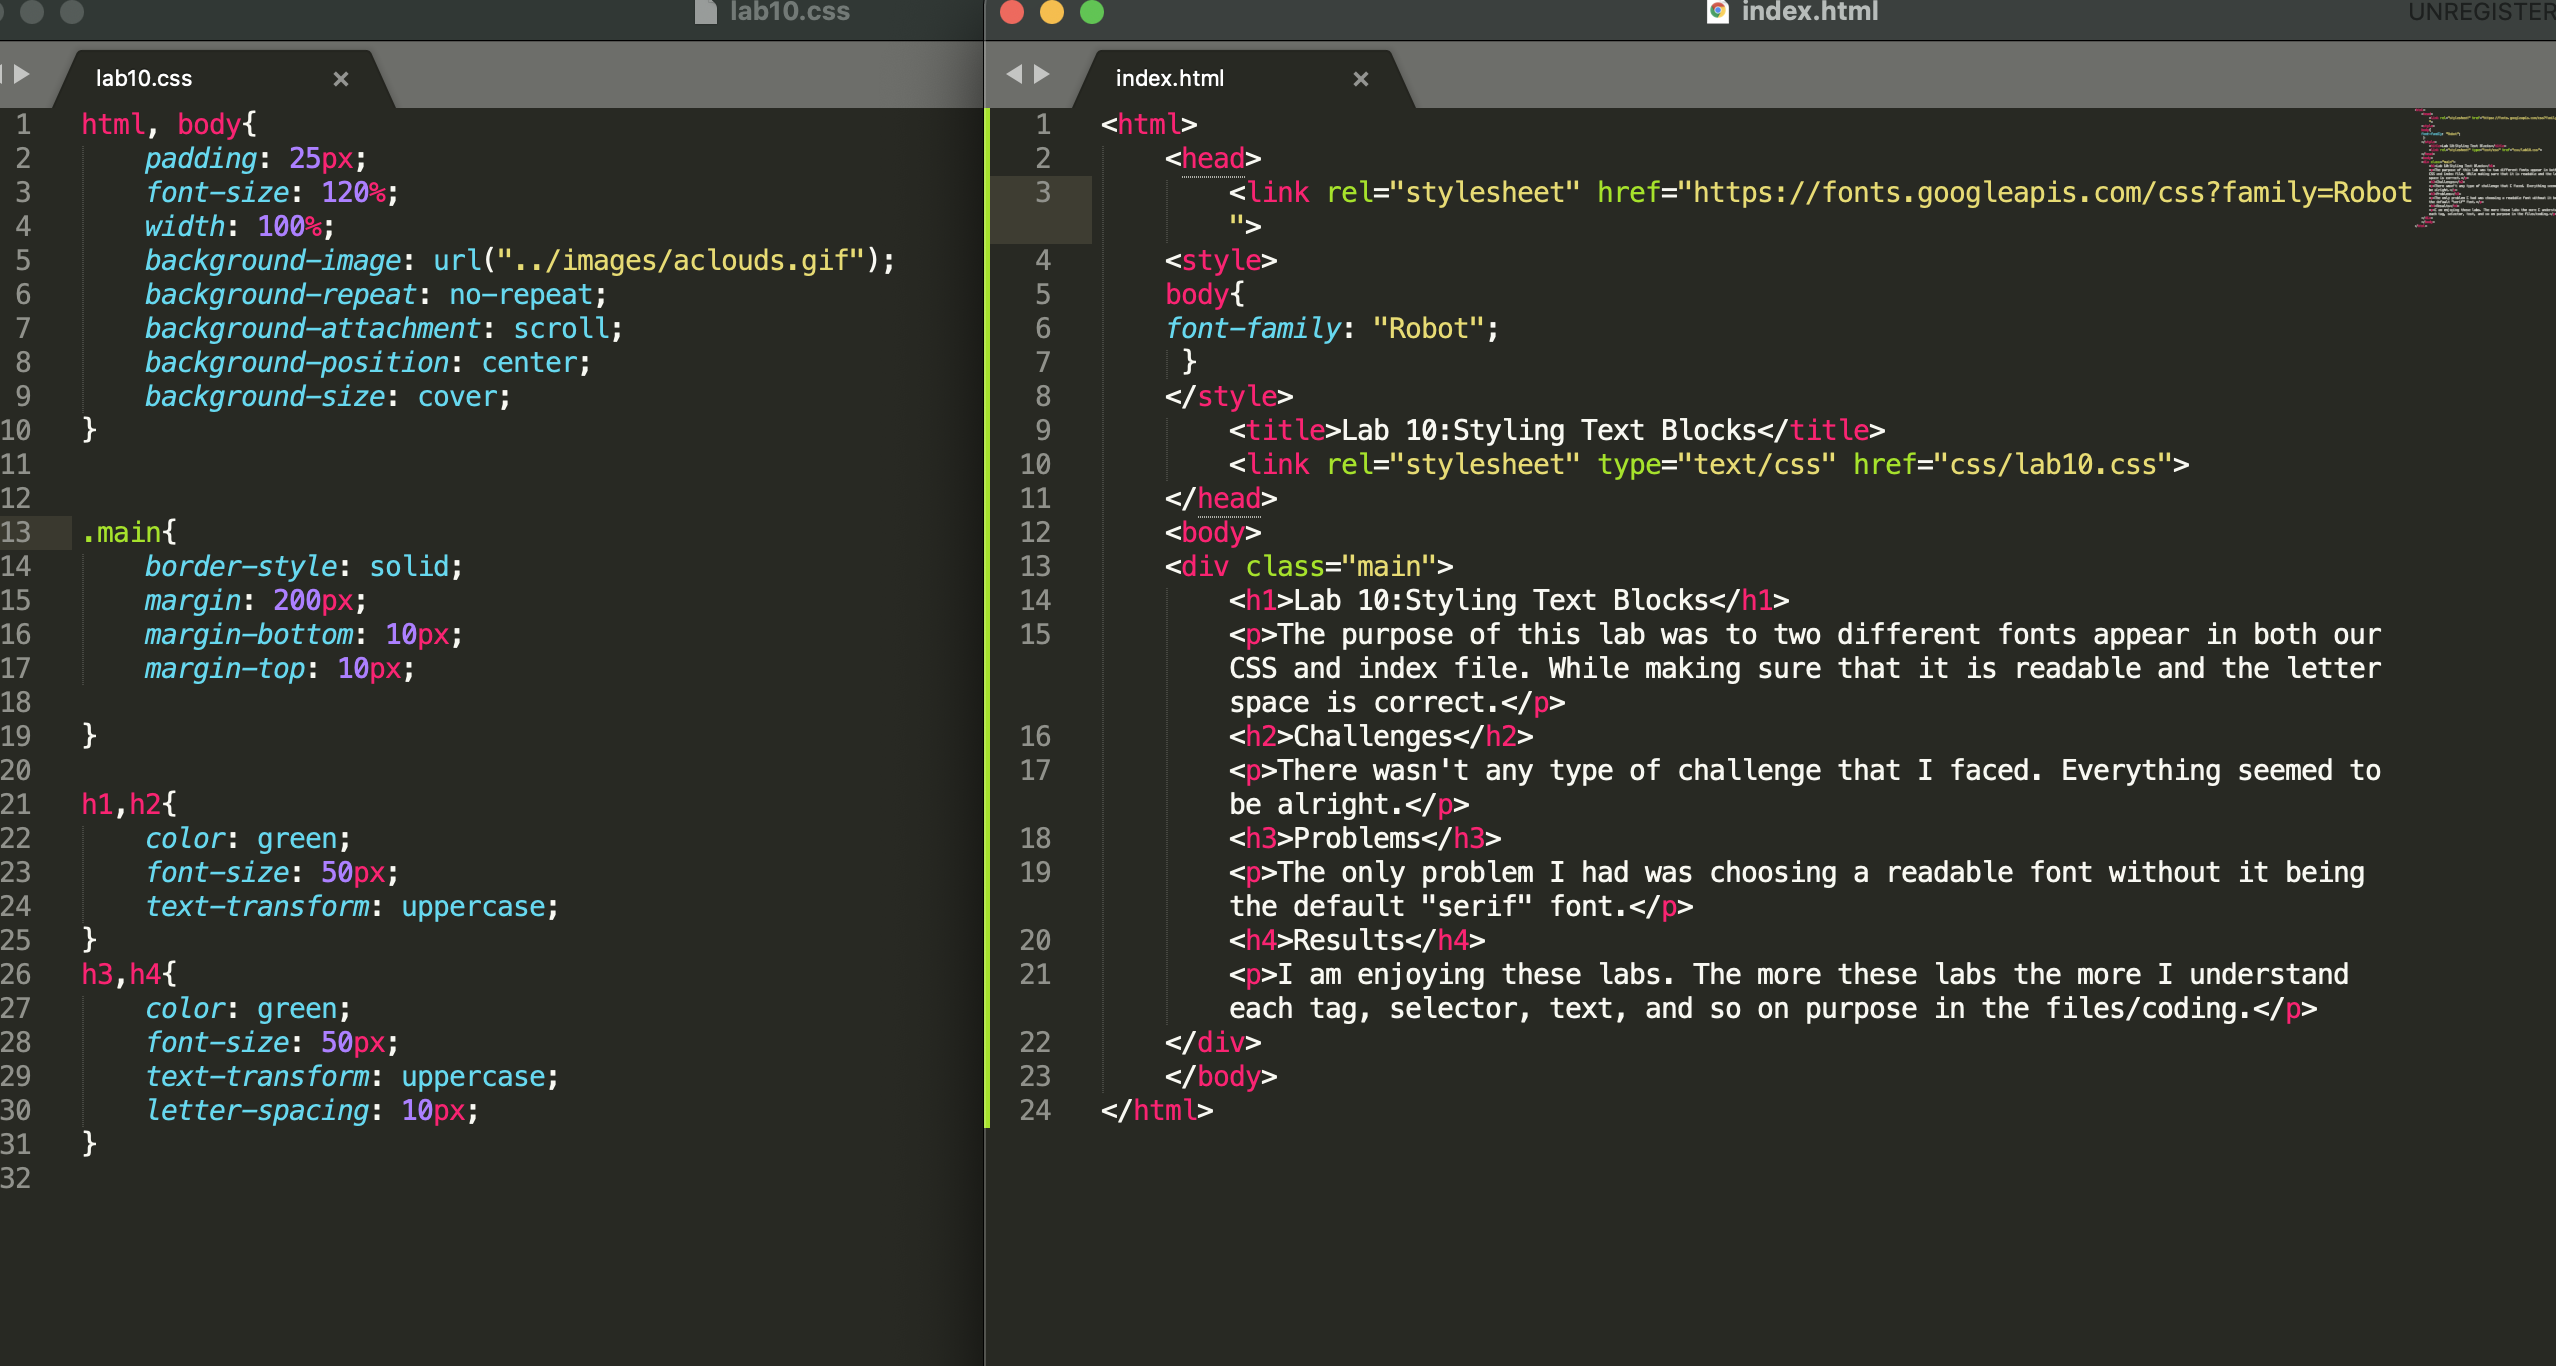 lab10.css
lab10.css
1 html, body{
2 padding: 25px;
3 font-size: 120%;
4 width: 100%;
5 background-image: url("../images/aclouds.gif");
6 background-repeat: no-repeat;
7 background-attachment: scroll;
8 background-position: center;
9 background-size: cover;
10 }
11
12
13 .main{
14 border-style: solid;
15 margin: 200px;
16 margin-bottom: 10px;
17 margin-top: 10px;
18
19 }
20
21 h1,h2{
22 color: green;
23 font-size: 50px;
24 text-transform: uppercase;
25 }
26 h3,h4{
27 color: green;
28 font-size: 50px;
29 text-transform: uppercase;
30 letter-spacing: 10px;
31 }
32
index.html
index.html
1 <html>
2 <head>
3 <link rel="stylesheet" href="https://fonts.googleapis.com/css?family=Robot
">
4 <style>
5 body{
6 font-family: "Robot";
7 }
8 </style>
9 <title>Lab 10:Styling Text Blocks</title>
10 <link rel="stylesheet" type="text/css" href="css/lab10.css">
11 </head>
12 <body>
13 <div class="main">
14 <h1>Lab 10:Styling Text Blocks</h1>
15 <p>The purpose of this lab was to two different fonts appear in both our
CSS and index file. While making sure that it is readable and the letter
space is correct.</p>
16 <h2>Challenges</h2>
17 <p>There wasn't any type of challenge that I faced. Everything seemed to
be alright.</p>
18 <h3>Problems</h3>
19 <p>The only problem I had was choosing a readable font without it being
the default "serif" font.</p>
20 <h4>Results</h4>
21 <p>I am enjoying these labs. The more these labs the more I understand
each tag, selector, text, and so on purpose in the files/coding.</p>
22 </div>
23 </body>
24 </html>